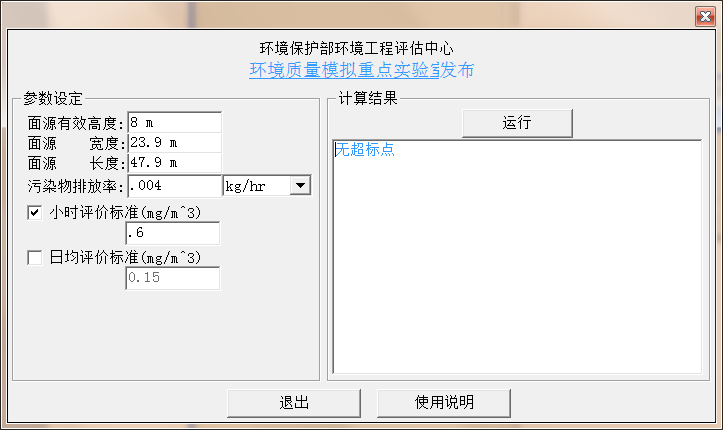 环境保护部环境工程评估中心
环境质量模拟重点实验室发布
参数设定
面源有效高度: 8 m
面源 宽度: 23.9 m
面源 长度: 47.9 m
污染物排放率: .004 kg/hr
小时评价标准(mg/m^3)
.6
日均评价标准(mg/m^3)
0.15
计算结果
运行
无超标点
退出
使用说明